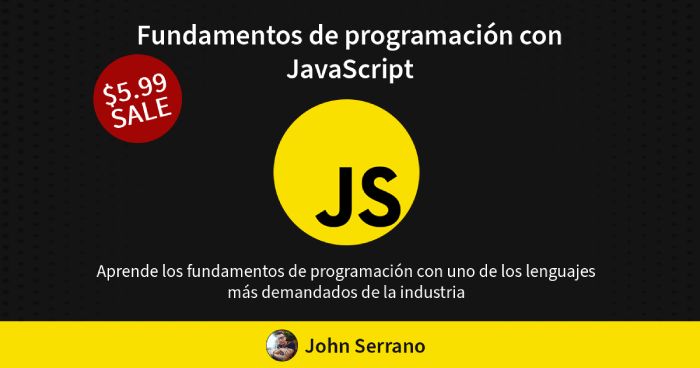 Fundamentos de programación con
JavaScript
$5.99
SALE
JS
Aprende los fundamentos de programación con uno de los lenguajes
más demandados de la industria
John Serrano